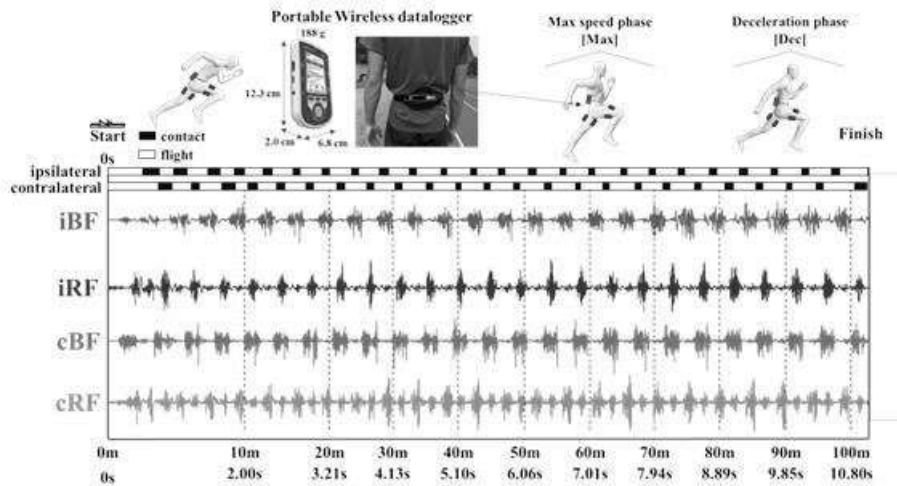 Portable Wireless datalogger
188 g
12.3 cm
2.0 cm
6.8 cm
Max speed phase
[Max]
Deceleration phase
[Dec[
Start
contact
flight
Finish
0s
ipsilateral
contralateral
iBF
iRF
cBF
cRF
0m 10m 20m 30m 40m 50m 60m 70m 80m 90m 100m
0s 2.00s 3.21s 4.13s 5.10s 6.06s 7.01s 7.94s 8.89s 9.85s 10.80s